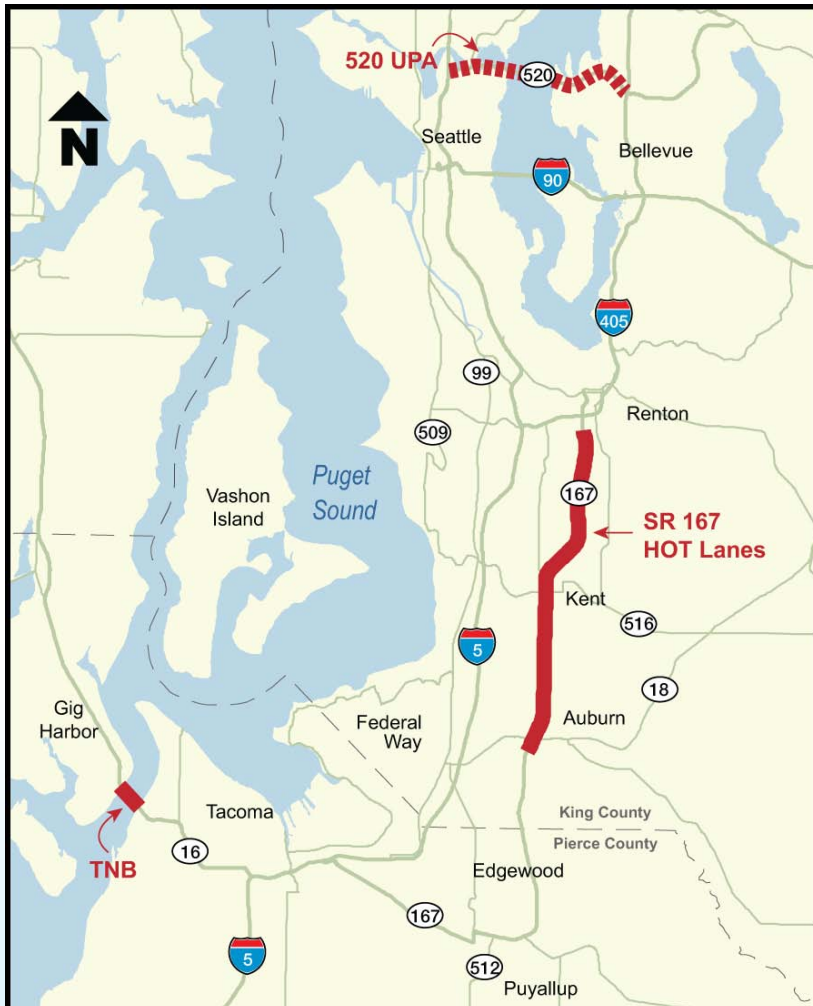 520 UPA
520
N
Seattle
Bellevue
90
405
99
Renton
509
Puget
Sound
167
Vashon
Island
SR 167
HOT Lanes
Kent
516
5
18
Gig
Harbor
Federal
Way
Auburn
Tacoma
King County
Pierce County
16
TNB
Edgewood
167
5
512
Puyallup